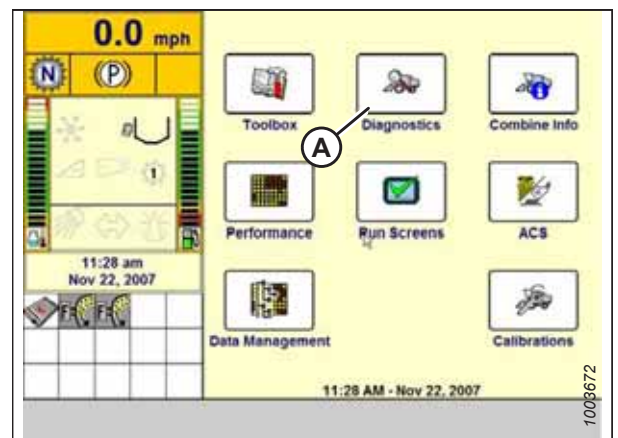 0.0 mph
N (P)
D
1
11:28 am
Nov 22, 2007
F F
Toolbox Diagnostics Combine Info
A
Performance Run Screens ACS
Data Management Calibrations
11:28 AM - Nov 22, 2007
1003672